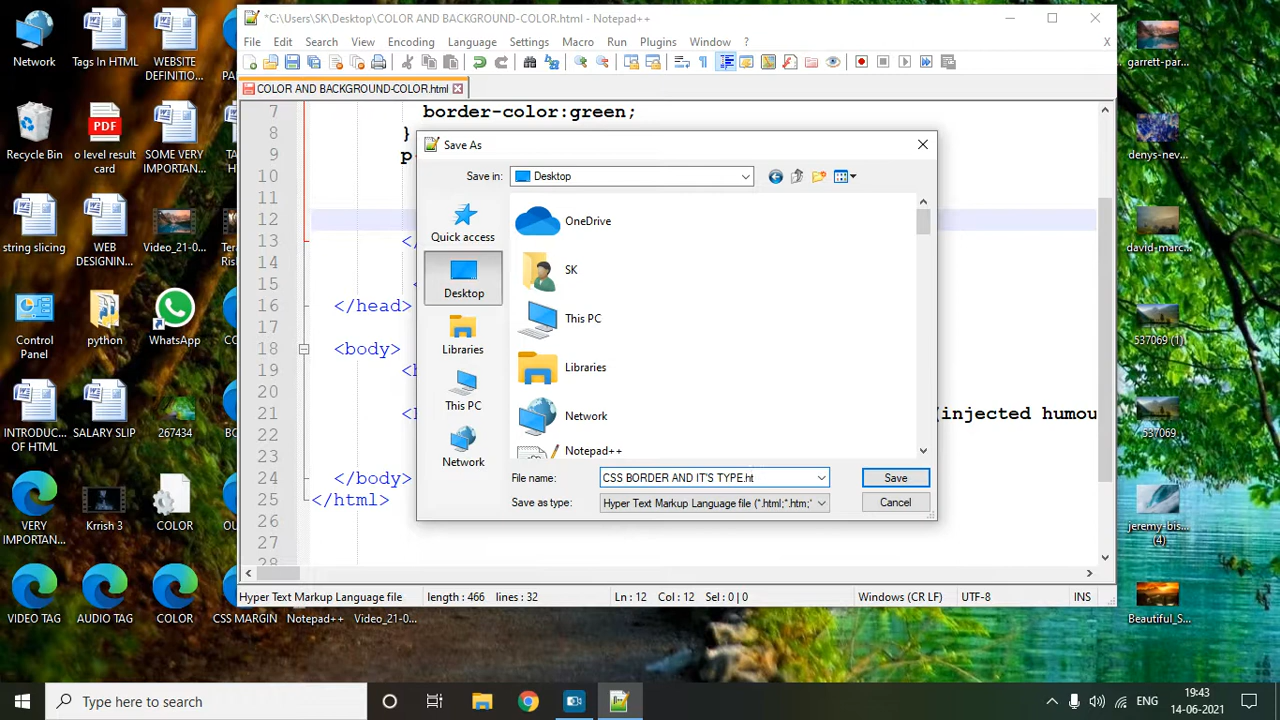 *C:\Users\SK\Desktop\COLOR AND BACKGROUND-COLOR.html - Notepad++
File Edit Search View Encoding Language Settings Macro Run Plugins Window ? X
COLOR AND BACKGROUND-COLOR.html
7 border-color:green;
8 }
9 p
10
11
12
13 </
14
15
16 </head>
17
18 <body>
19
20
21 (injected humou
22
23
24 </body>
25 </html>
26
27
28
Save As
Save in: Desktop
Quick access
Desktop
Libraries
This PC
Network
OneDrive
SK
This PC
Libraries
Network
Notepad++
File name: CSS BORDER AND IT'S TYPE.ht Save
Save as type: Hyper Text Markup Language file (*.html;*.htm;* Cancel
Hyper Text Markup Language file length : 466 lines : 32 Ln : 12 Col : 12 Sel : 0 | 0 Windows (CR LF) UTF-8 INS
Network
Tags In HTML
WEBSITE
DEFINITIO...
Recycle Bin
PDF
o level result
card
SOME VERY
IMPORTAN...
string slicing
WEB
DESIGNIN...
Video_21-0...
Control
Panel
python
WhatsApp
INTRODUC...
OF HTML
SALARY SLIP
267434
VERY
IMPORTAN...
Krrish 3
COLOR
VIDEO TAG
AUDIO TAG
COLOR
CSS MARGIN
Notepad++
Video_21-0...
garrett-par...
denys-nev...
david-marc...
537069 (1)
537069
jeremy-bis...
(4)
Beautiful_S...
Type here to search
ENG
19:43
14-06-2021